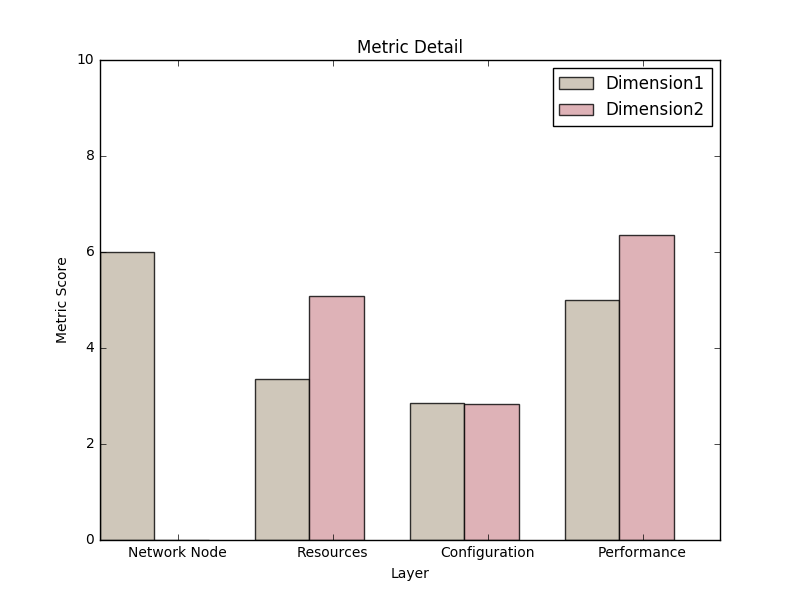 Metric Detail
10
Dimension1
Dimension2
8
6
4
2
0
Metric Score
Network Node
Resources
Configuration
Performance
Layer